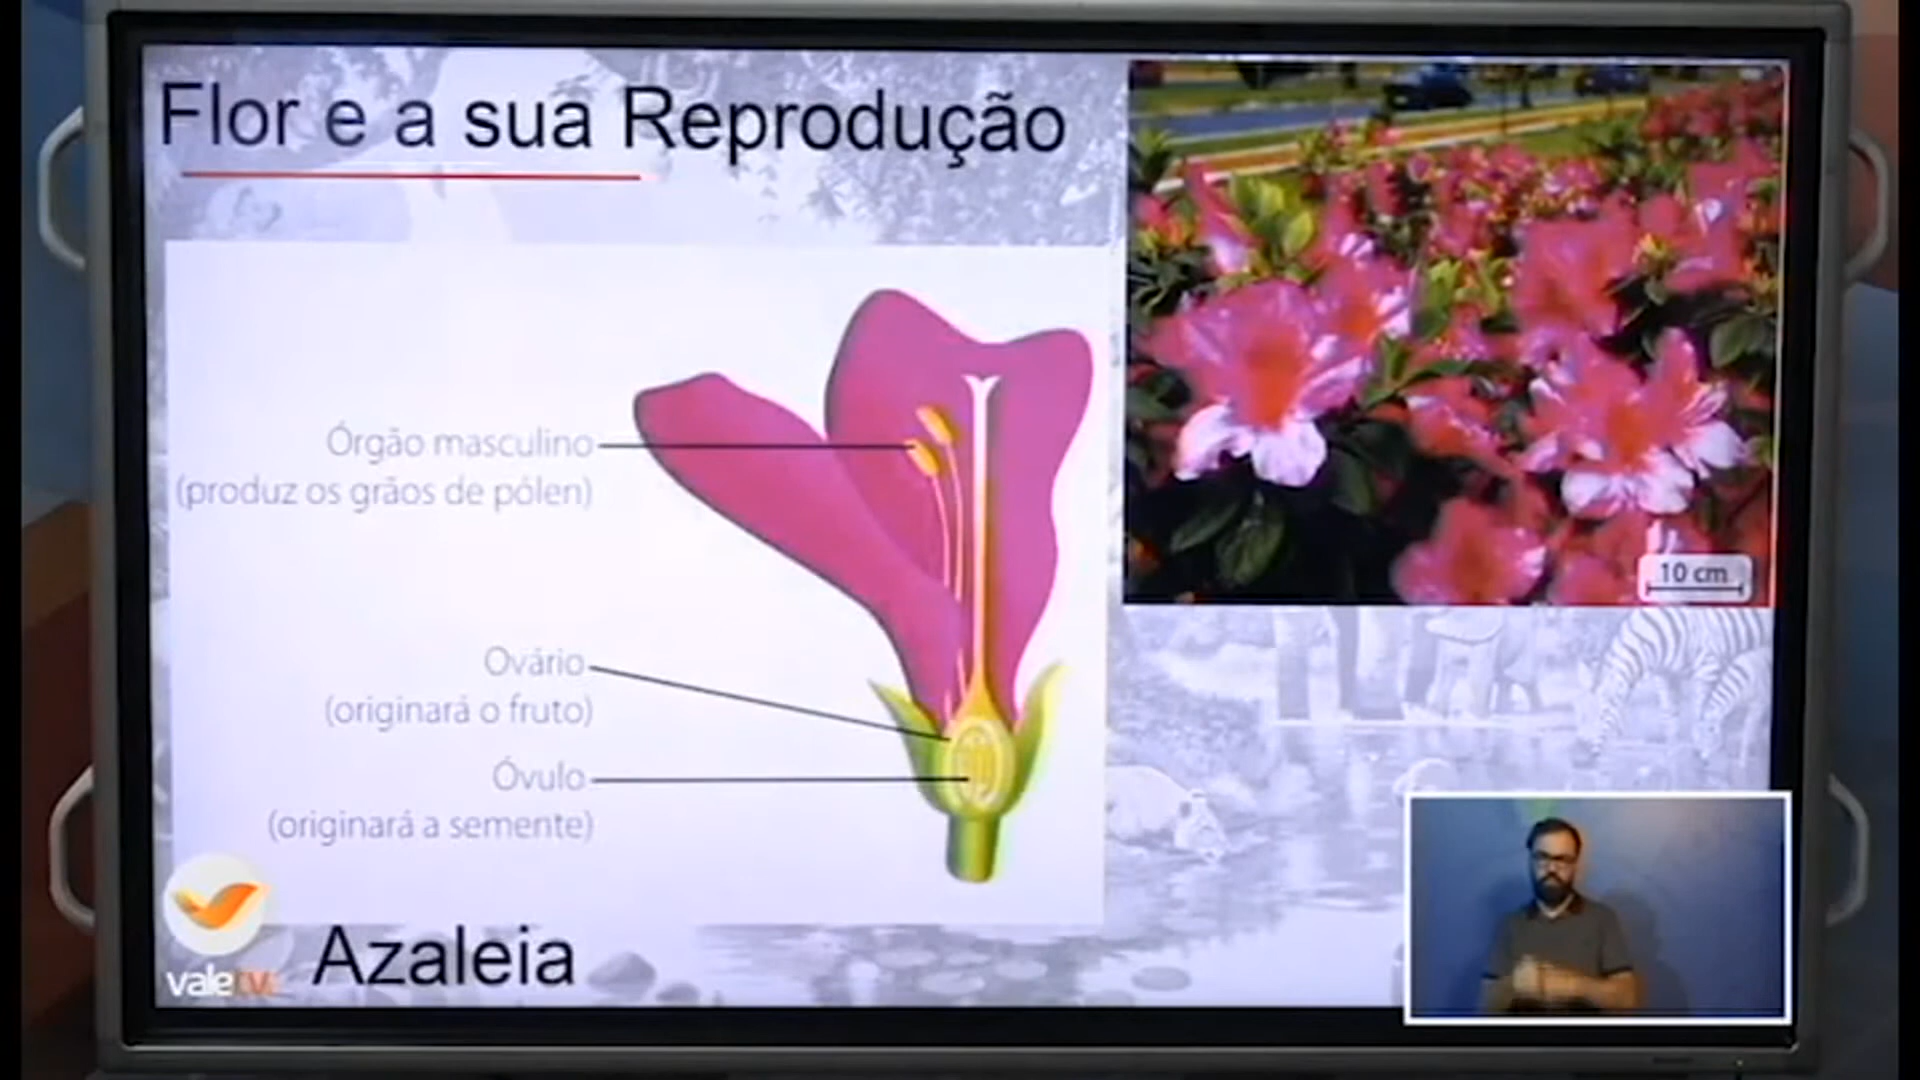 Flor e a sua Reprodução
Órgão masculino
(produz os grãos de pólen)
Ovário
(originará o fruto)
Óvulo
(originará a semente)
10 cm
Azaleia
valetv.